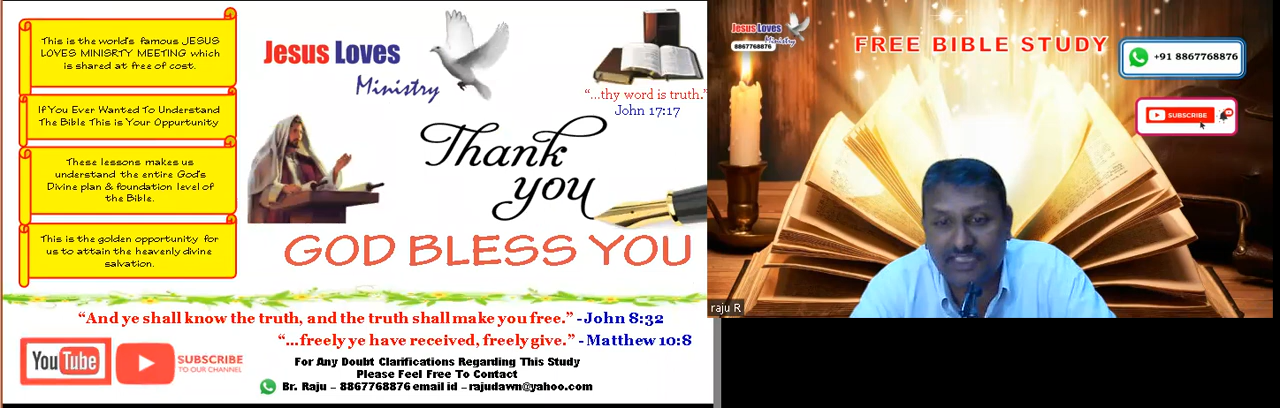 This is the world's famous JESUS
LOVES MINISRTY MEETING which
is shared at free of cost.
If You Ever Wanted To Understand
The Bible This is Your Oppurtunity
These lessons makes us
understand the entire God's
Divine plan & foundation level of
the Bible.
This is the golden opportunity for
us to attain the heavenly divine
salvation.
Jesus Loves
Ministry
"...thy word is truth."
John 17:17
Thank
you
GOD BLESS YOU
"And ye shall know the truth, and the truth shall make you free." - John 8:32
"...freely ye have received, freely give." - Matthew 10:8
YouTube
SUBSCRIBE
TO OUR CHANNEL
For Any Doubt Clarifications Regarding This Study
Please Feel Free To Contact
Br. Raju – 8867768876 email id – rajudawn@yahoo.com
Jesus Loves
Ministry
8867768876
FREE BIBLE STUDY
+91 8867768876
SUBSCRIBE
raju R